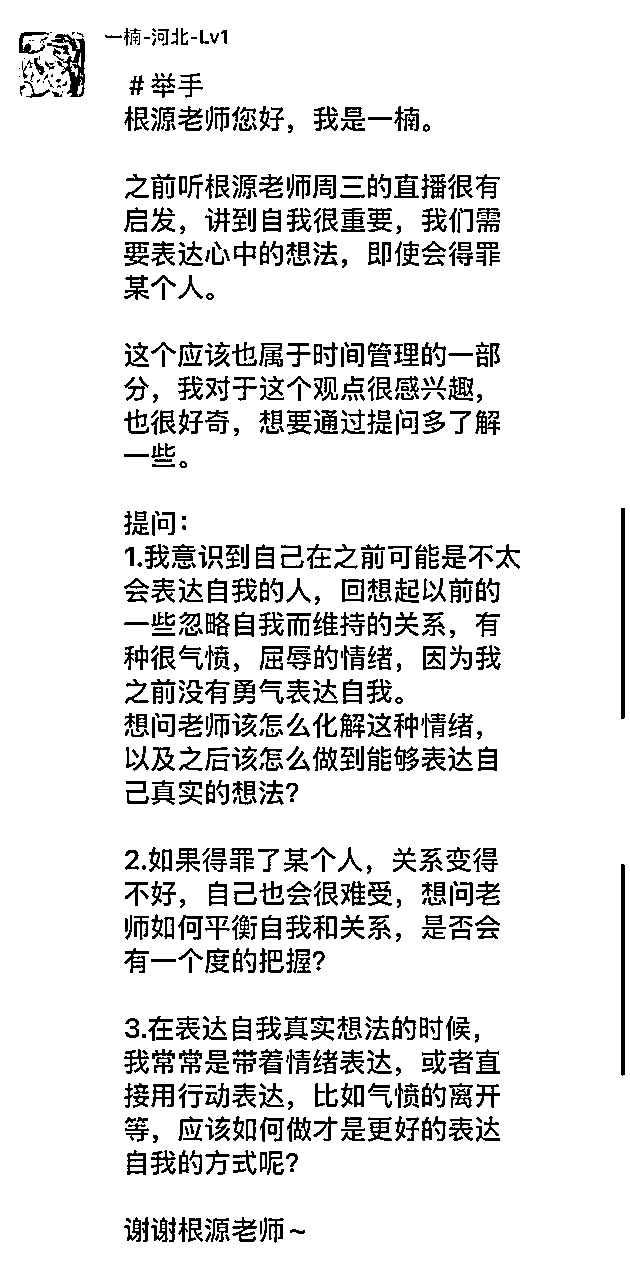 一楠-河北-Lv1
#举手
根源老师您好，我是一楠。
之前听根源老师周三的直播很有
启发，讲到自我很重要，我们需
要表达心中的想法，即使会得罪
某个人。
这个应该也属于时间管理的一部
分，我对于这个观点很感兴趣，
也很好奇，想要通过提问多了解
一些。
提问：
1.我意识到自己在之前可能是不太
会表达自我的人，回想起以前的
一些忽略自我而维持的关系，有
种很气愤，屈辱的情绪，因为我
之前没有勇气表达自我。
想问老师该怎么化解这种情绪，
以及之后该怎么做到能够表达自
己真实的想法?
2.如果得罪了某个人，关系变得
不好，自己也会很难受，想问老
师如何平衡自我和关系，是否会
有一个度的把握?
3.在表达自我真实想法的时候，
我常常是带着情绪表达，或者直
接用行动表达，比如气愤的离开
等，应该如何做才是更好的表达
自我的方式呢?
谢谢根源老师~